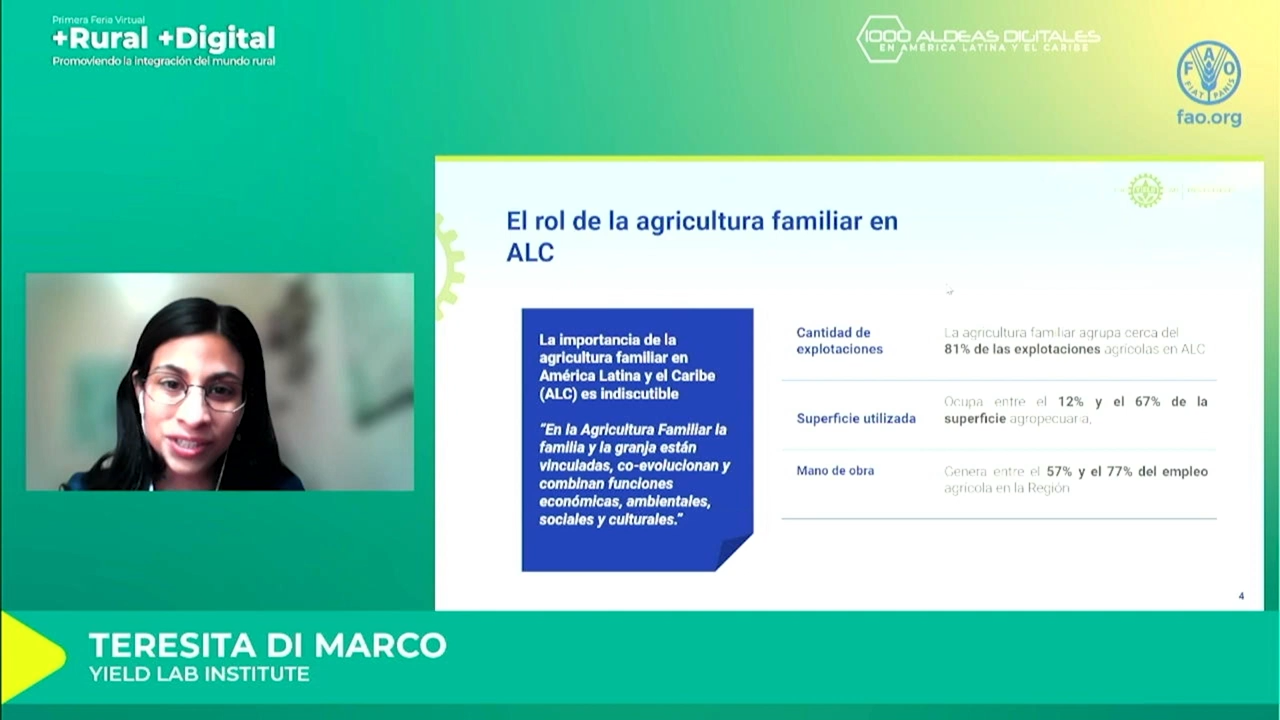 Primera Feria Virtual
+Rural +Digital
Promoviendo la integración del mundo rural
1000 ALDEAS DIGITALES
EN AMÉRICA LATINA Y EL CARIBE
F A O
FIAT PANIS
fao.org
El rol de la agricultura familiar en
ALC
La importancia de la
agricultura familiar en
América Latina y el Caribe
(ALC) es indiscutible
“En la Agricultura Familiar la
familia y la granja están
vinculadas, co-evolucionan y
combinan funciones
económicas, ambientales,
sociales y culturales.”
Cantidad de
explotaciones
La agricultura familiar agrupa cerca del
81% de las explotaciones agrícolas en ALC
Superficie utilizada
Ocupa entre el 12% y el 67% de la
superficie agropecuaria.
Mano de obra
Genera entre el 57% y el 77% del empleo
agrícola en la Región
4
TERESITA DI MARCO
YIELD LAB INSTITUTE